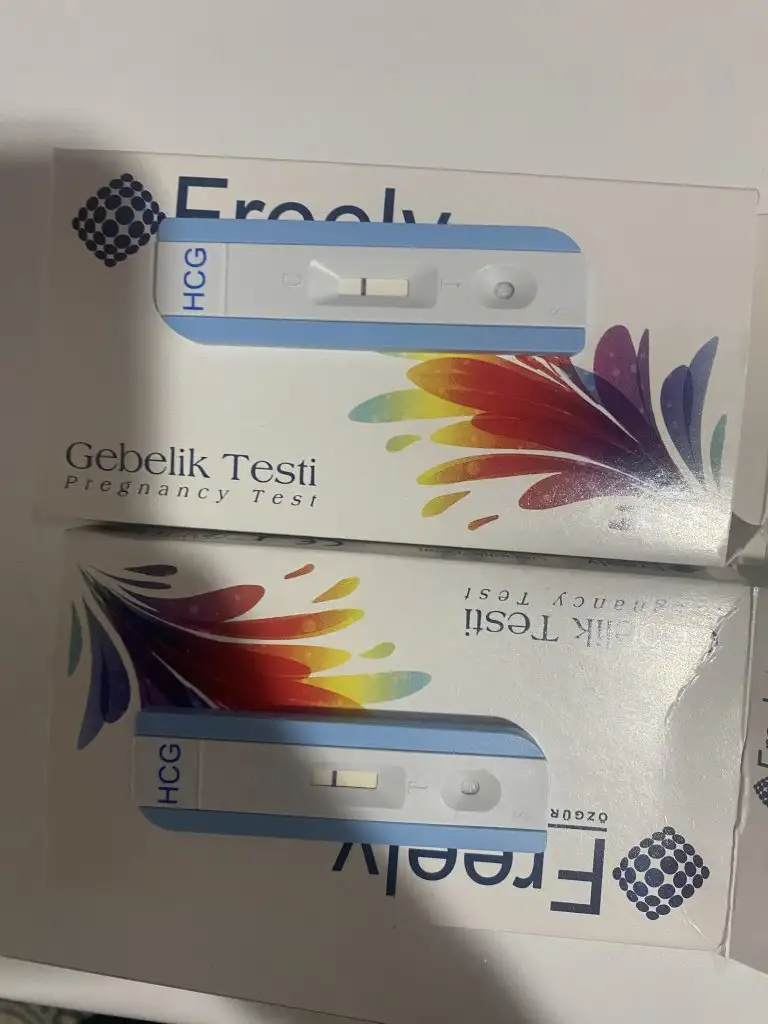 Freely
HCG
C
T
S
Gebelik Testi
Pregnancy Test
Pregnancy Test
Gebelik Testi
HCG
T
ÖZGÜR
Freely